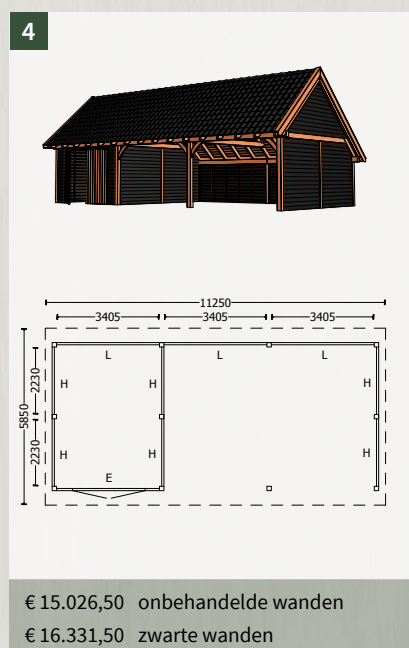 4
11250
3405 3405 3405
L L L
2230 H H H
5850
2230 H H H
E
€ 15.026,50 onbehandelde wanden
€ 16.331,50 zwarte wanden